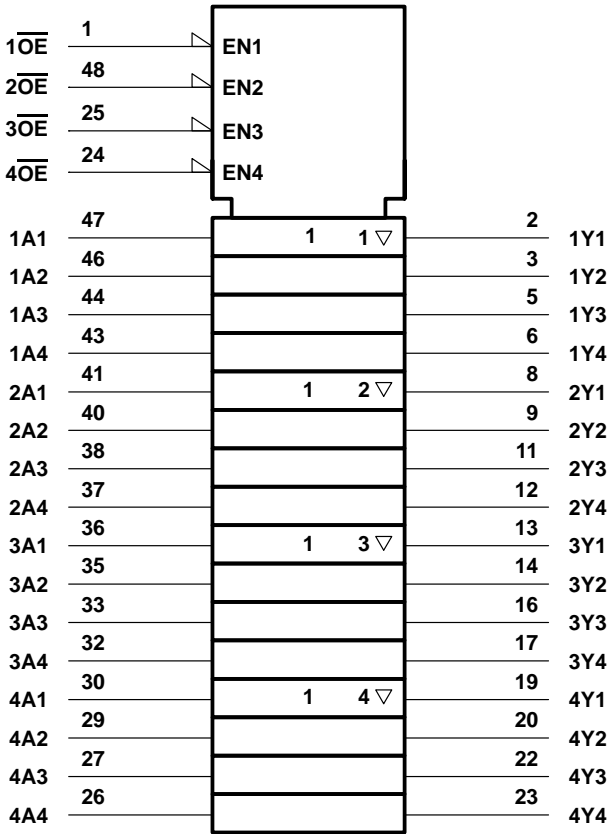 1O̅E̅ 1 EN1
2O̅E̅ 48 EN2
3O̅E̅ 25 EN3
4O̅E̅ 24 EN4
1A1 47 1 1 ▽ 2 1Y1
1A2 46 3 1Y2
1A3 44 5 1Y3
1A4 43 6 1Y4
2A1 41 1 2 ▽ 8 2Y1
2A2 40 9 2Y2
2A3 38 11 2Y3
2A4 37 12 2Y4
3A1 36 1 3 ▽ 13 3Y1
3A2 35 14 3Y2
3A3 33 16 3Y3
3A4 32 17 3Y4
4A1 30 1 4 ▽ 19 4Y1
4A2 29 20 4Y2
4A3 27 22 4Y3
4A4 26 23 4Y4